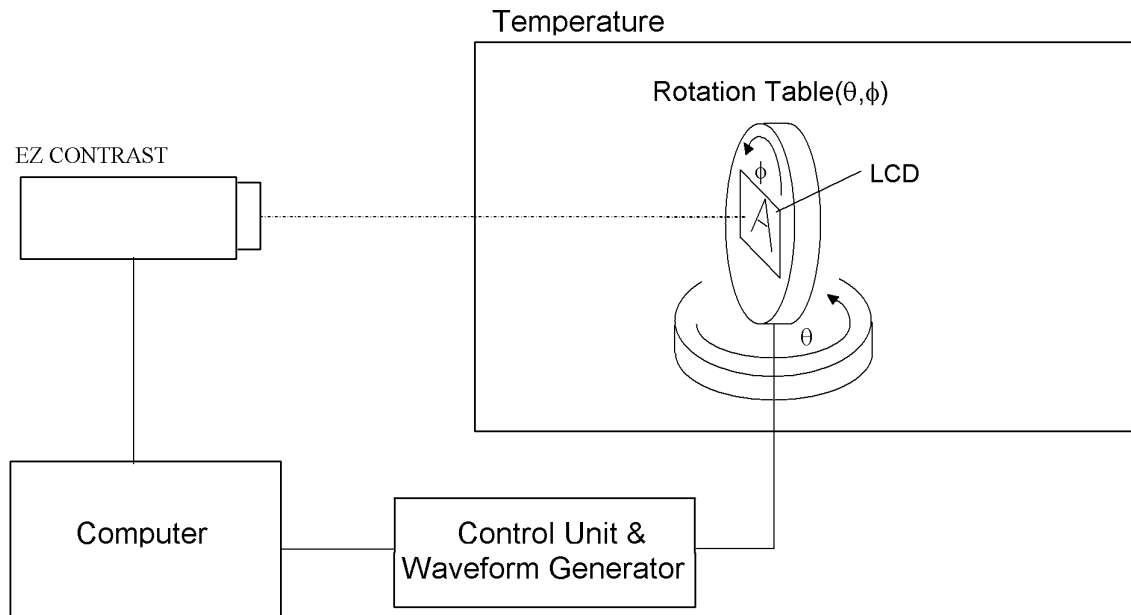 Temperature
Rotation Table(θ,ϕ)
EZ CONTRAST
ϕ
LCD
A
θ
Computer
Control Unit &
Waveform Generator